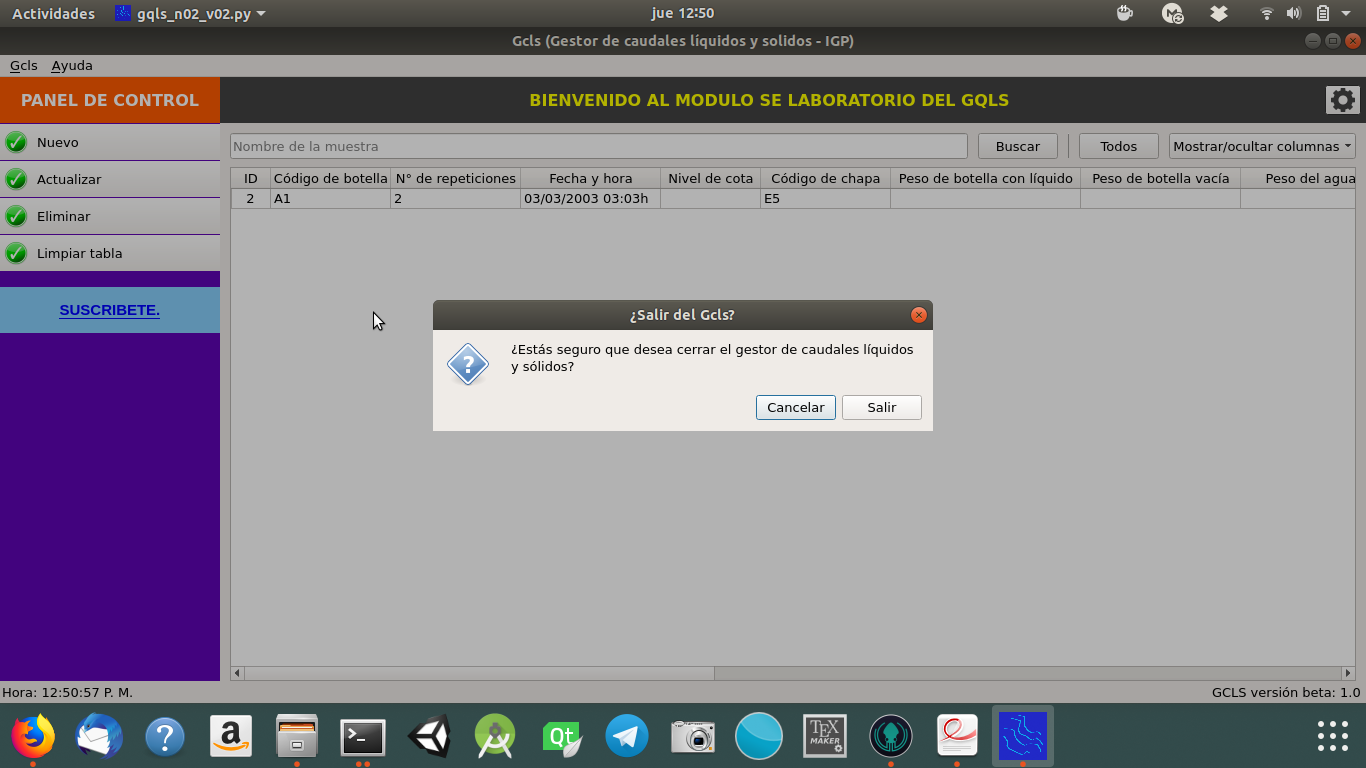 Actividades gqls_n02_v02.py jue 12:50
Gcls (Gestor de caudales líquidos y solidos - IGP)
Gcls Ayuda
PANEL DE CONTROL
BIENVENIDO AL MODULO SE LABORATORIO DEL GQLS
Nuevo
Actualizar
Eliminar
Limpiar tabla
SUSCRIBETE.
Nombre de la muestra Buscar Todos Mostrar/ocultar columnas
ID Código de botella N° de repeticiones Fecha y hora Nivel de cota Código de chapa Peso de botella con líquido Peso de botella vacía Peso del agua
2 A1 2 03/03/2003 03:03h E5
¿Salir del Gcls?
¿Estás seguro que desea cerrar el gestor de caudales líquidos
y sólidos?
Cancelar Salir
Hora: 12:50:57 P. M. GCLS versión beta: 1.0
a
Qt
TEX
MAKER